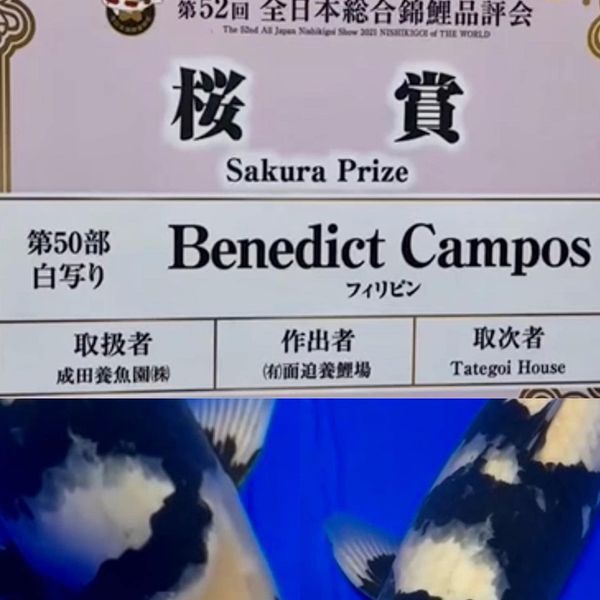 第52回 全日本総合錦鯉品評会
The 52nd All Japan Nishikigoi Show 2021 NISHIKIGOI of THE WORLD
桜 賞
Sakura Prize
第50部
白写り
Benedict Campos
フィリピン
取扱者
成田養魚園㈱
作出者
㈲面迫養鯉場
取次者
Tategoi House